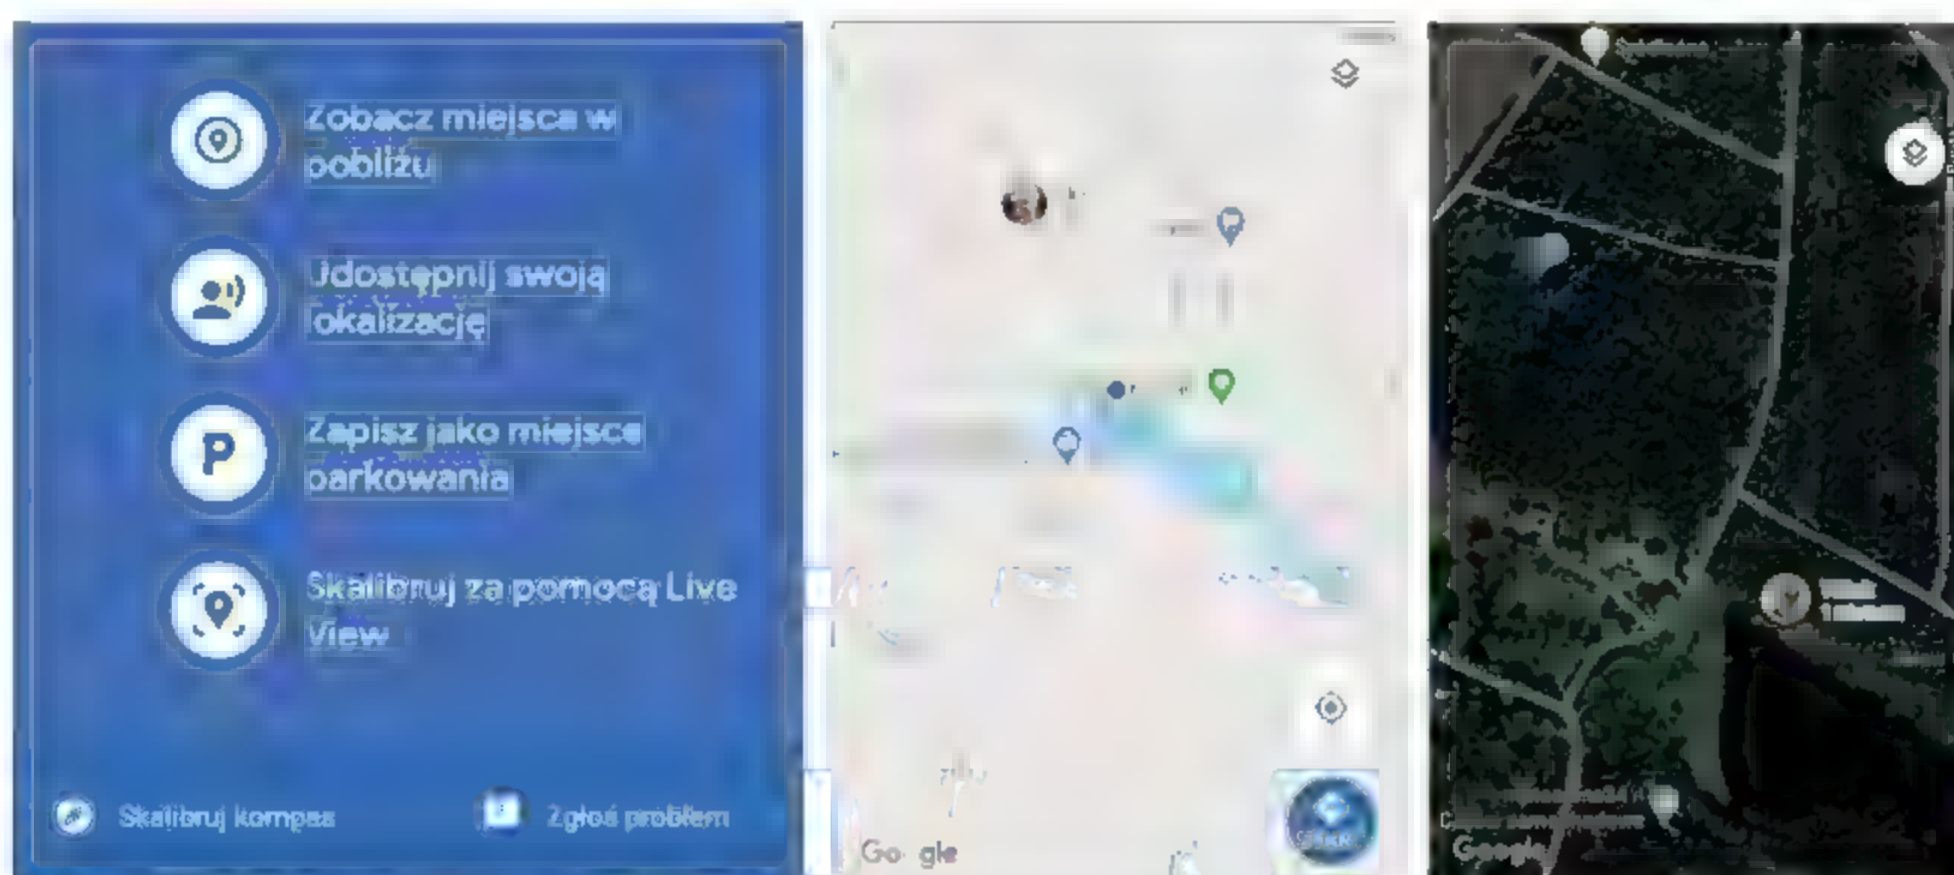 Zobacz miejsca w
pobliżu
Udostępnij swoją
lokalizację
Zapisz jako miejsce
parkowania
Skalibruj za pomocą Live
View
Skalibruj kompas
Zgłoś problem
Google
START
Google